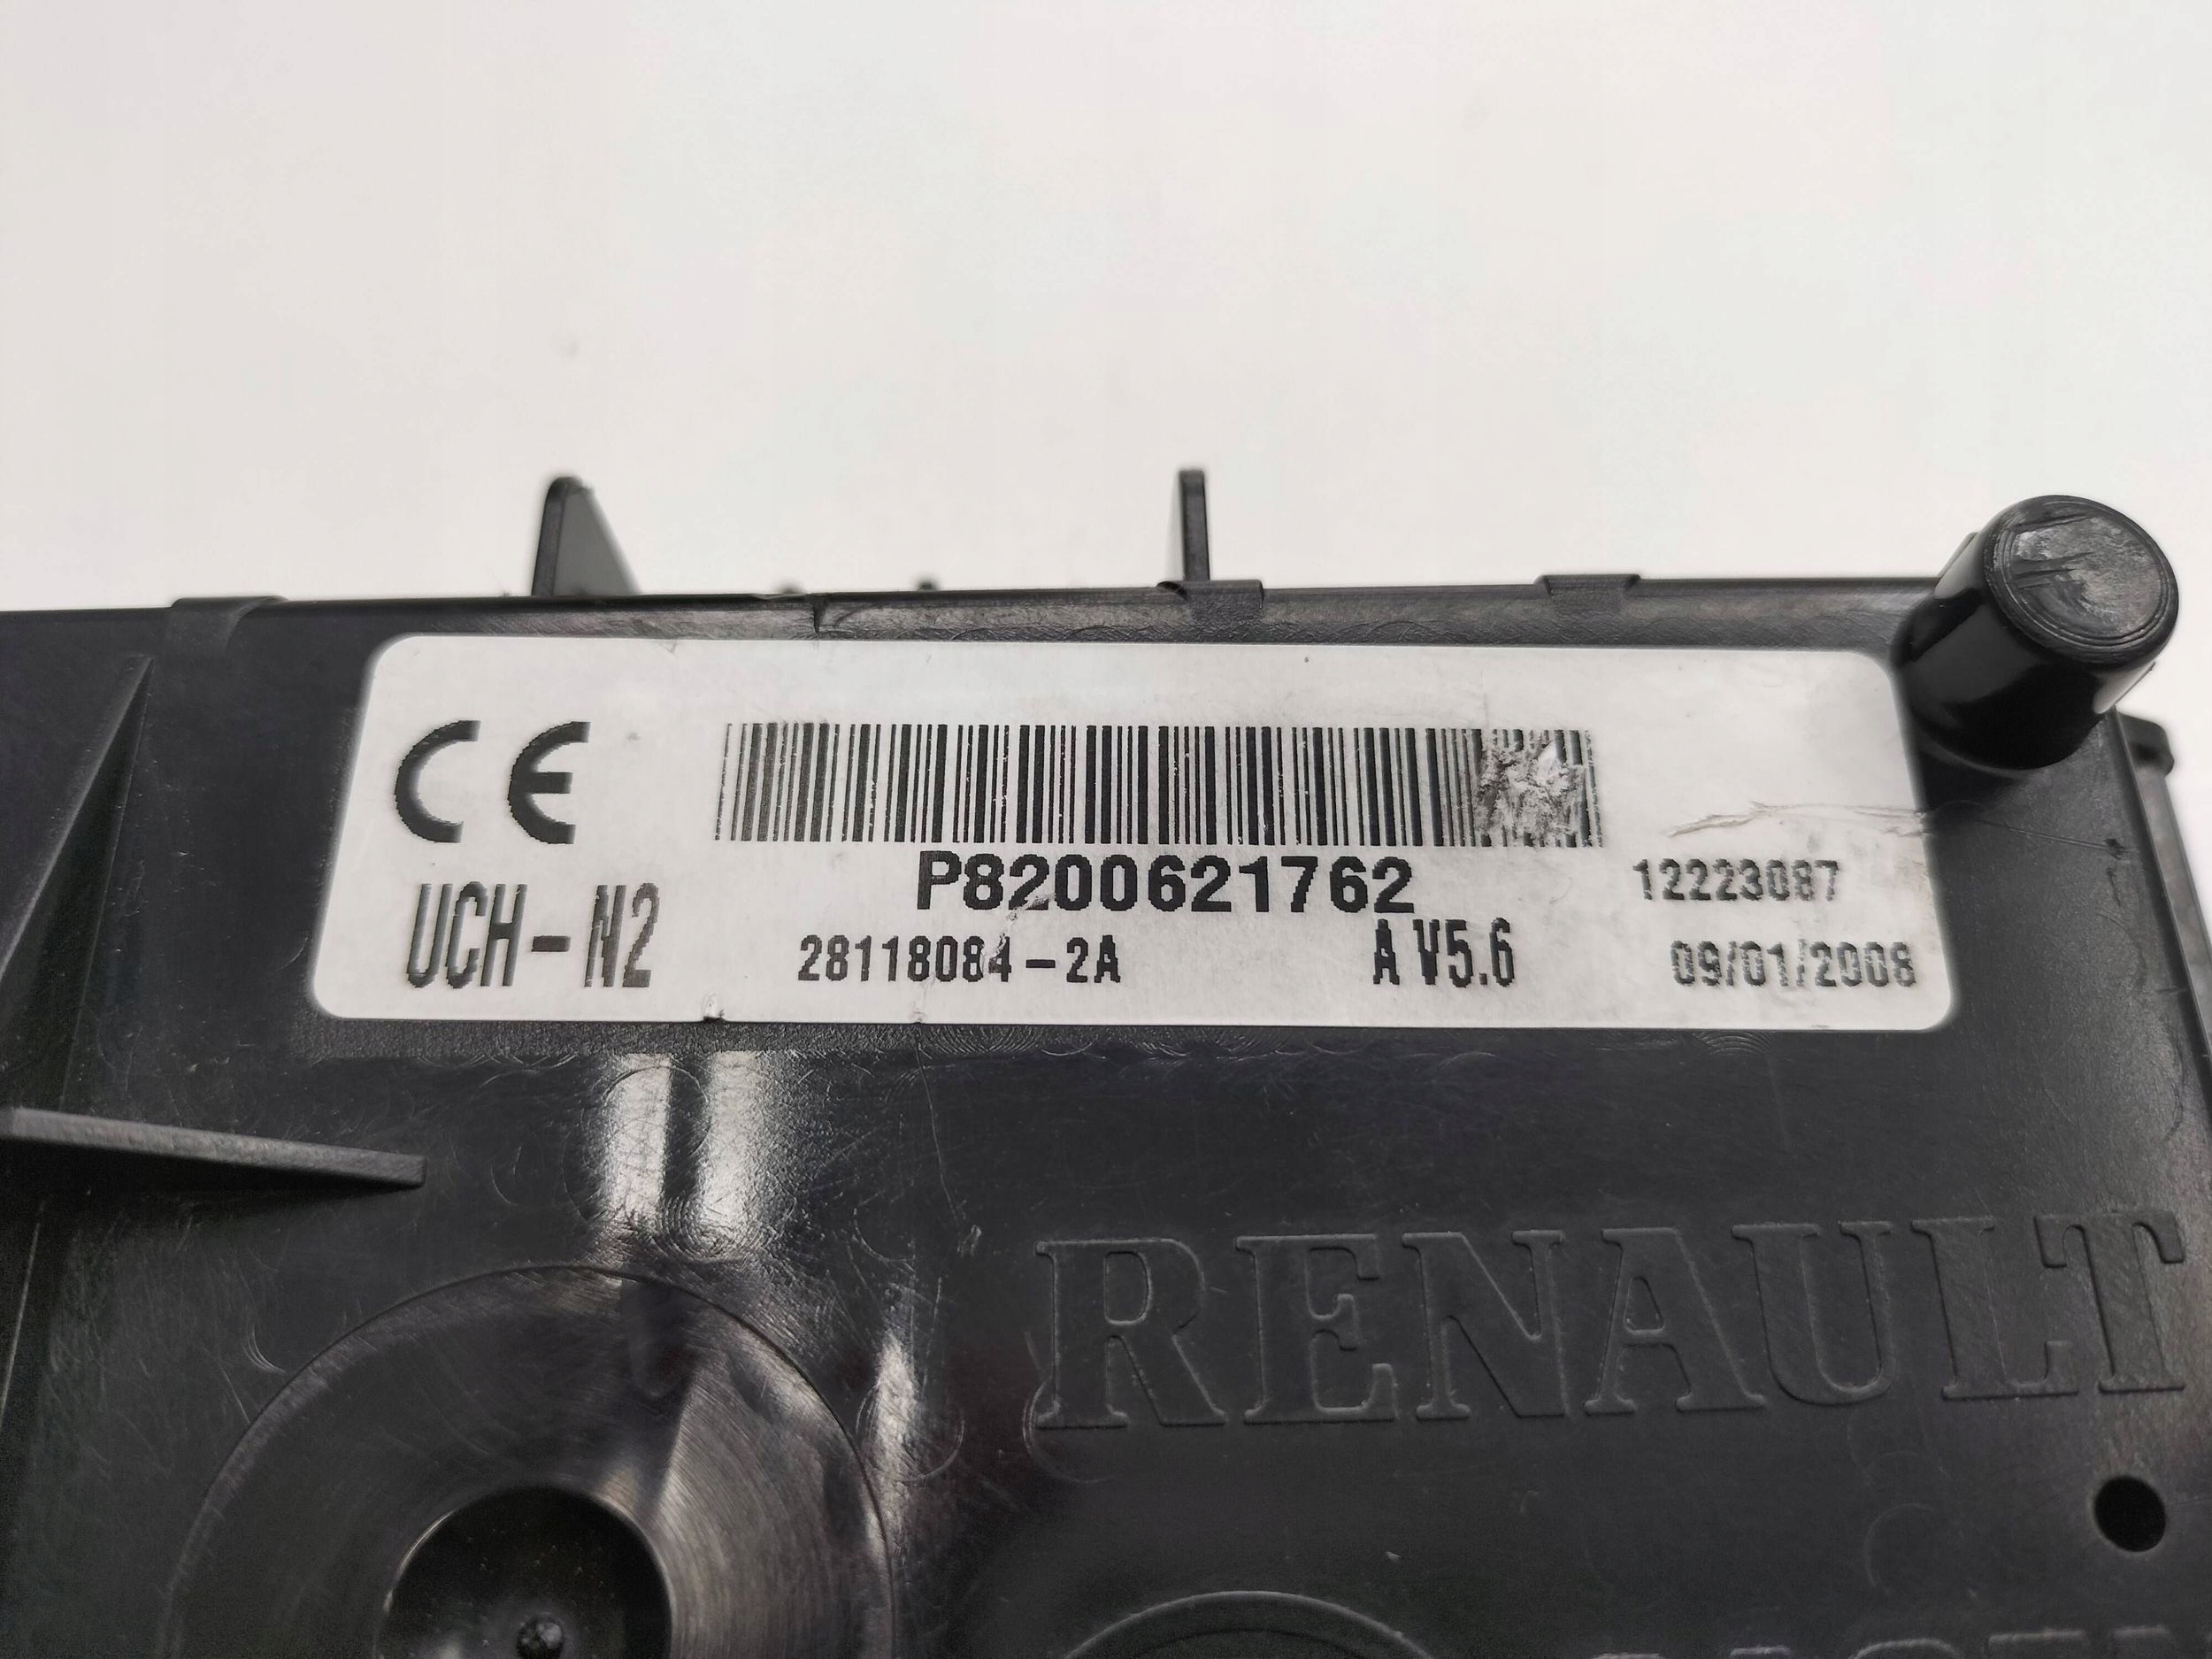 CE
P8200621762
12223087
UCH-N2
28118084-2A
A V5.6
09/01/2008
RENAULT